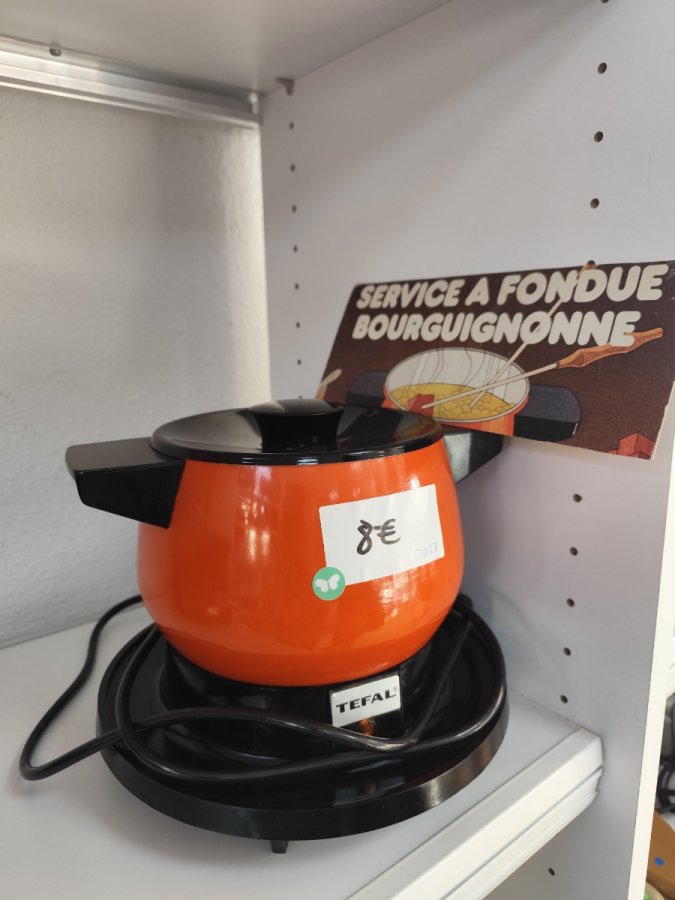 SERVICE A FONDUE
BOURGUIGNONNE
8€
TEFAL